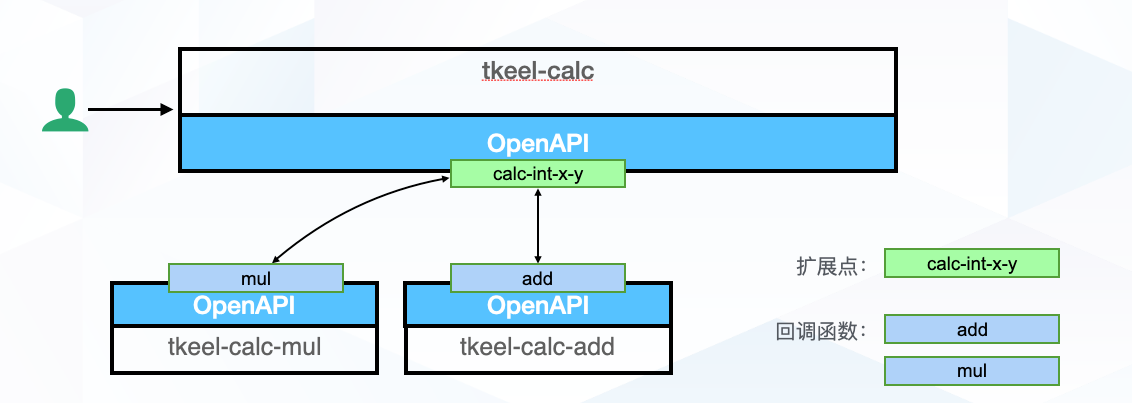 tkeel-calc
OpenAPI
calc-int-x-y
mul
add
OpenAPI
OpenAPI
tkeel-calc-mul
tkeel-calc-add
扩展点：
calc-int-x-y
回调函数：
add
mul